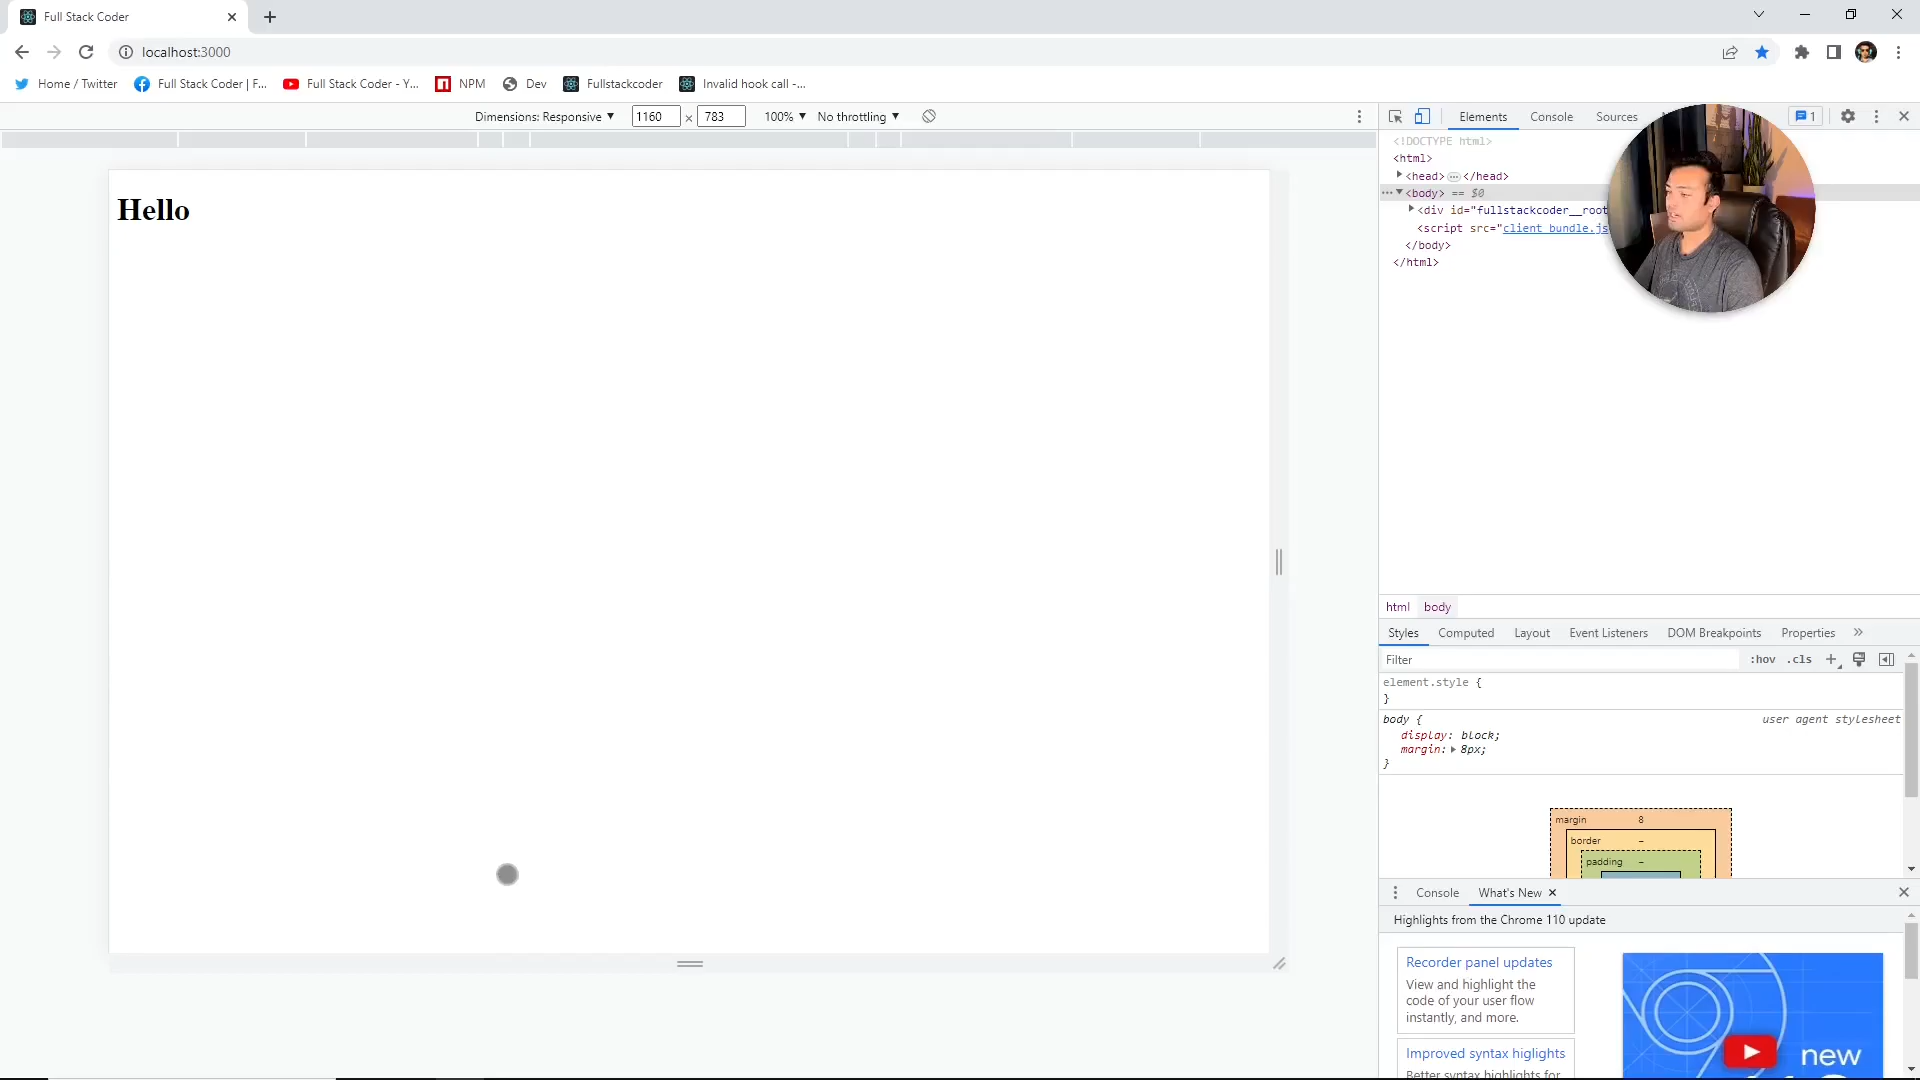 Full Stack Coder
localhost:3000
Home / Twitter
Full Stack Coder | F...
Full Stack Coder - Y...
NPM
Dev
Fullstackcoder
Invalid hook call -...
Dimensions: Responsive
1160 × 783
100%
No throttling
Elements
Console
Sources
1
Hello
<!DOCTYPE html>
<html>
<head> ... </head>
... <body> == $0
<div id="fullstackcoder__root
<script src="client_bundle.js
</body>
</html>
html
body
Styles
Computed
Layout
Event Listeners
DOM Breakpoints
Properties
Filter
:hov .cls +
element.style {
}
body {
user agent stylesheet
display: block;
margin: 8px;
}
margin 8
border –
padding –
Console
What's New
Highlights from the Chrome 110 update
Recorder panel updates
View and highlight the
code of your user flow
instantly, and more.
Improved syntax higlights
Better syntax highlights for
new